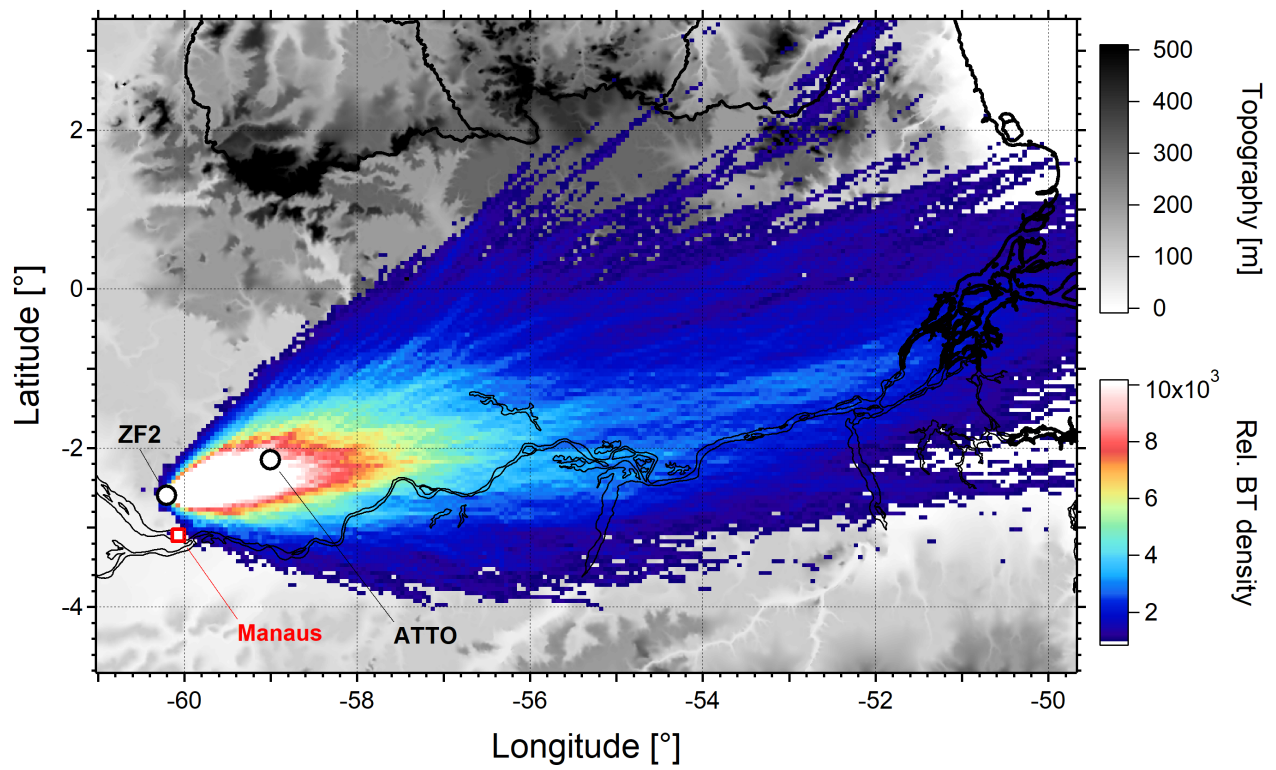 500
400
300
200
100
0
Topography [m]
10x10³
8
6
4
2
Rel. BT density
2
0
-2
-4
Latitude [°]
ZF2
Manaus
ATTO
-60
-58
-56
-54
-52
-50
Longitude [°]